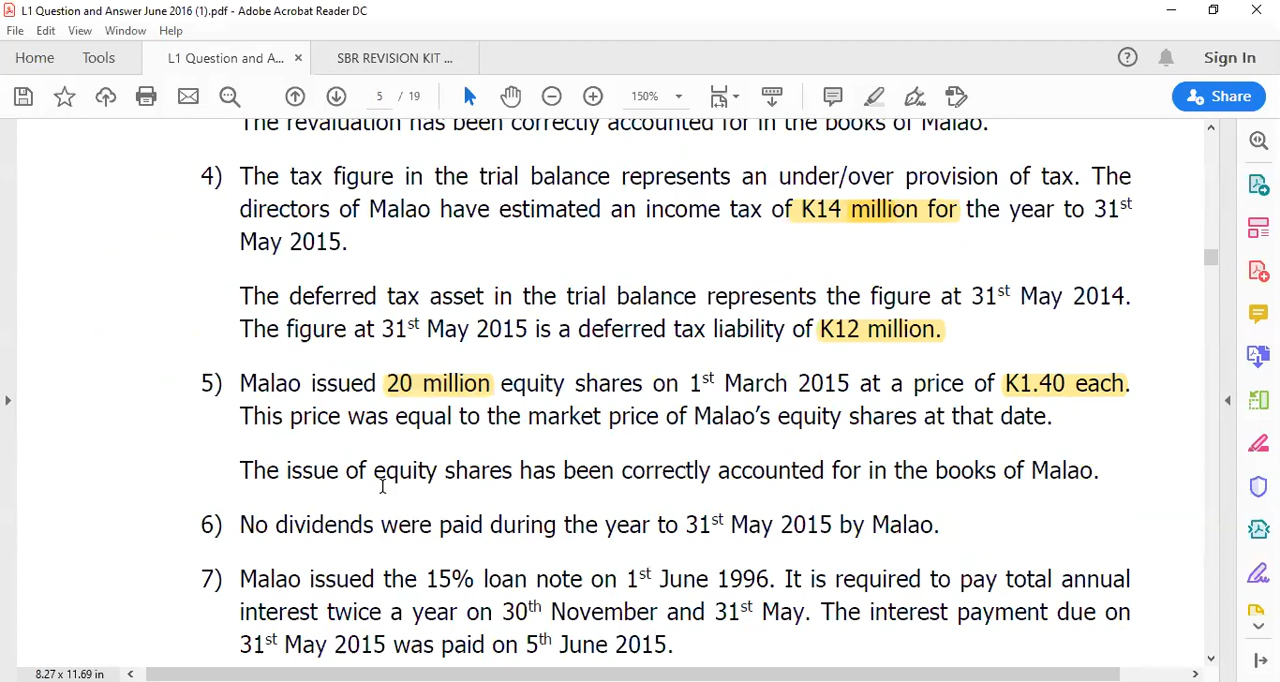 L1 Question and Answer June 2016 (1).pdf - Adobe Acrobat Reader DC
File Edit View Window Help
Home Tools L1 Question and A... × SBR REVISION KIT ... Sign In
5 / 19 150% Share
The revaluation has been correctly accounted for in the books of Malao.
4) The tax figure in the trial balance represents an under/over provision of tax. The
directors of Malao have estimated an income tax of K14 million for the year to 31st
May 2015.
The deferred tax asset in the trial balance represents the figure at 31st May 2014.
The figure at 31st May 2015 is a deferred tax liability of K12 million.
5) Malao issued 20 million equity shares on 1st March 2015 at a price of K1.40 each.
This price was equal to the market price of Malao's equity shares at that date.
The issue of equity shares has been correctly accounted for in the books of Malao.
6) No dividends were paid during the year to 31st May 2015 by Malao.
7) Malao issued the 15% loan note on 1st June 1996. It is required to pay total annual
interest twice a year on 30th November and 31st May. The interest payment due on
31st May 2015 was paid on 5th June 2015.
8.27 x 11.69 in